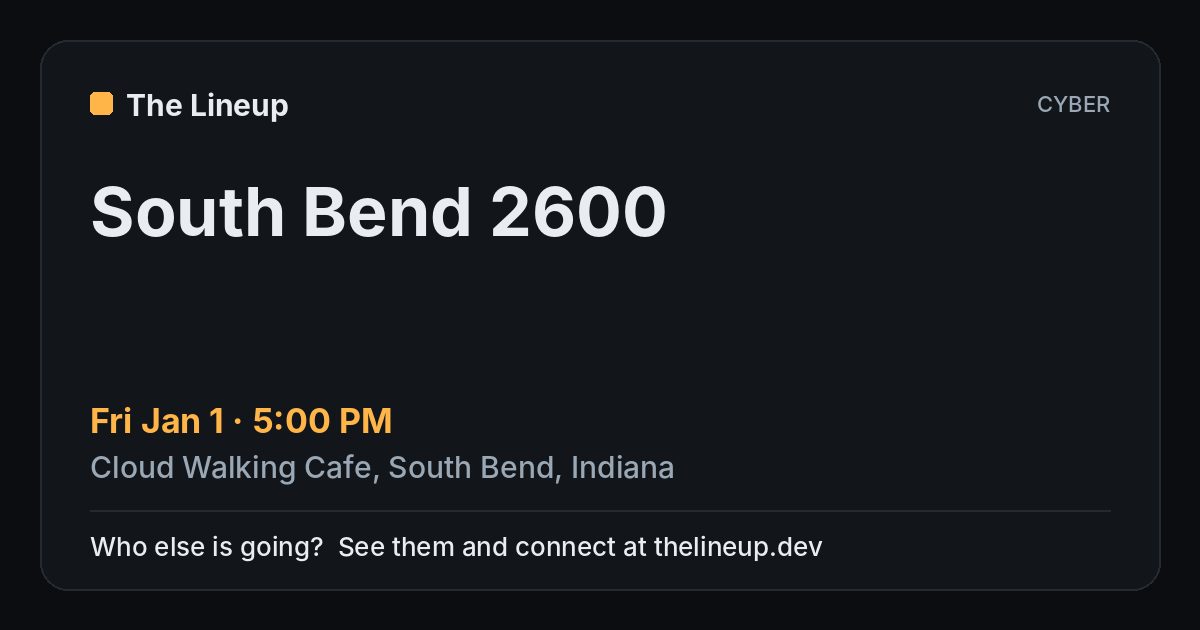 The Lineup
CYBER
South Bend 2600
Fri Jan 1 · 5:00 PM
Cloud Walking Cafe, South Bend, Indiana
Who else is going?  See them and connect at thelineup.dev